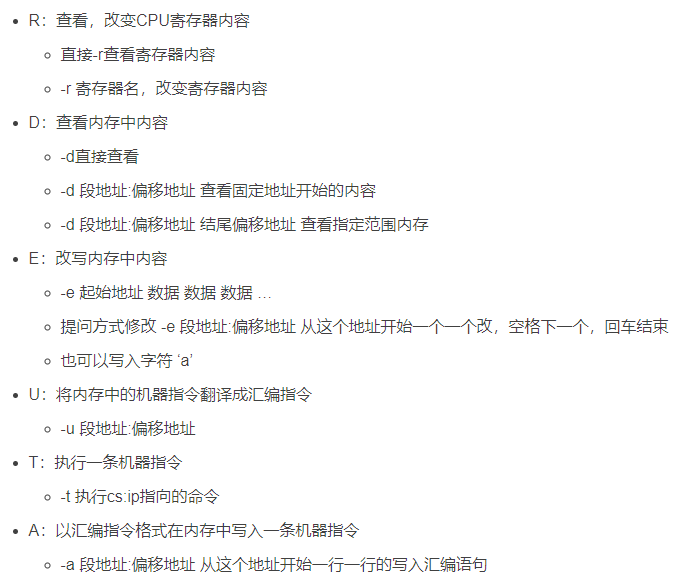 R：查看，改变CPU寄存器内容
直接-r查看寄存器内容
-r 寄存器名，改变寄存器内容
D：查看内存中内容
-d直接查看
-d 段地址:偏移地址 查看固定地址开始的内容
-d 段地址:偏移地址 结尾偏移地址 查看指定范围内存
E：改写内存中内容
-e 起始地址 数据 数据 数据 …
提问方式修改 -e 段地址:偏移地址 从这个地址开始一个一个改，空格下一个，回车结束
也可以写入字符 ‘a’
U：将内存中的机器指令翻译成汇编指令
-u 段地址:偏移地址
T：执行一条机器指令
-t 执行cs:ip指向的命令
A：以汇编指令格式在内存中写入一条机器指令
-a 段地址:偏移地址 从这个地址开始一行一行的写入汇编语句